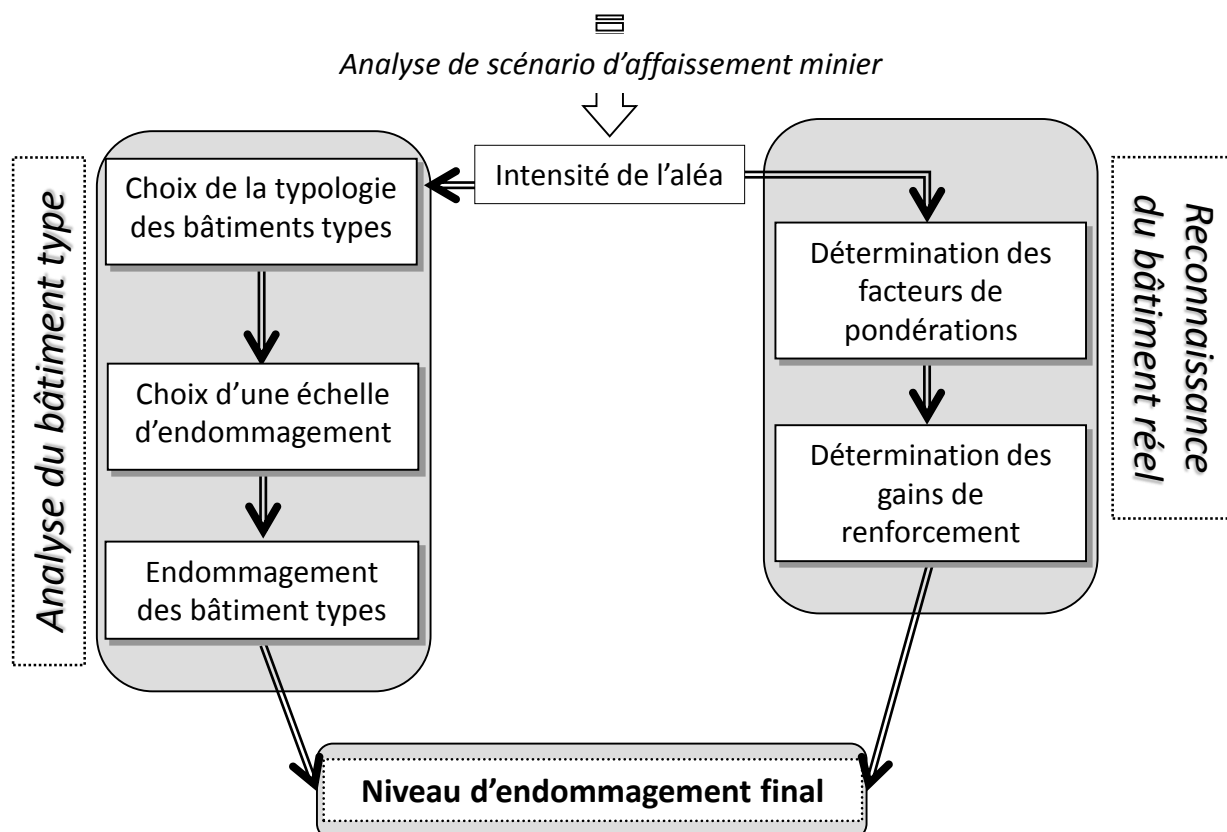 Analyse de scénario d’affaissement minier
Intensité de l’aléa
Analyse du bâtiment type
Choix de la typologie
des bâtiments types
Choix d’une échelle
d’endommagement
Endommagement
des bâtiment types
Reconnaissance
du bâtiment réel
Détermination des
facteurs de
pondérations
Détermination des
gains de
renforcement
Niveau d’endommagement final